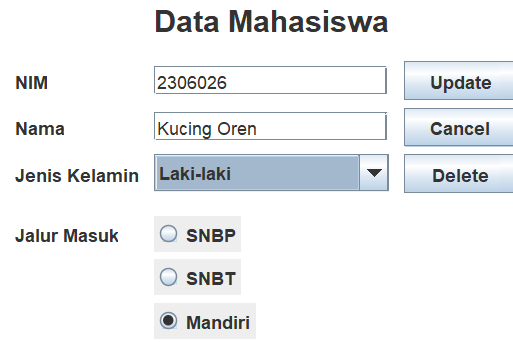 Data Mahasiswa
NIM 2306026 Update
Nama Kucing Oren Cancel
Jenis Kelamin Laki-laki Delete
Jalur Masuk SNBP
SNBT
Mandiri